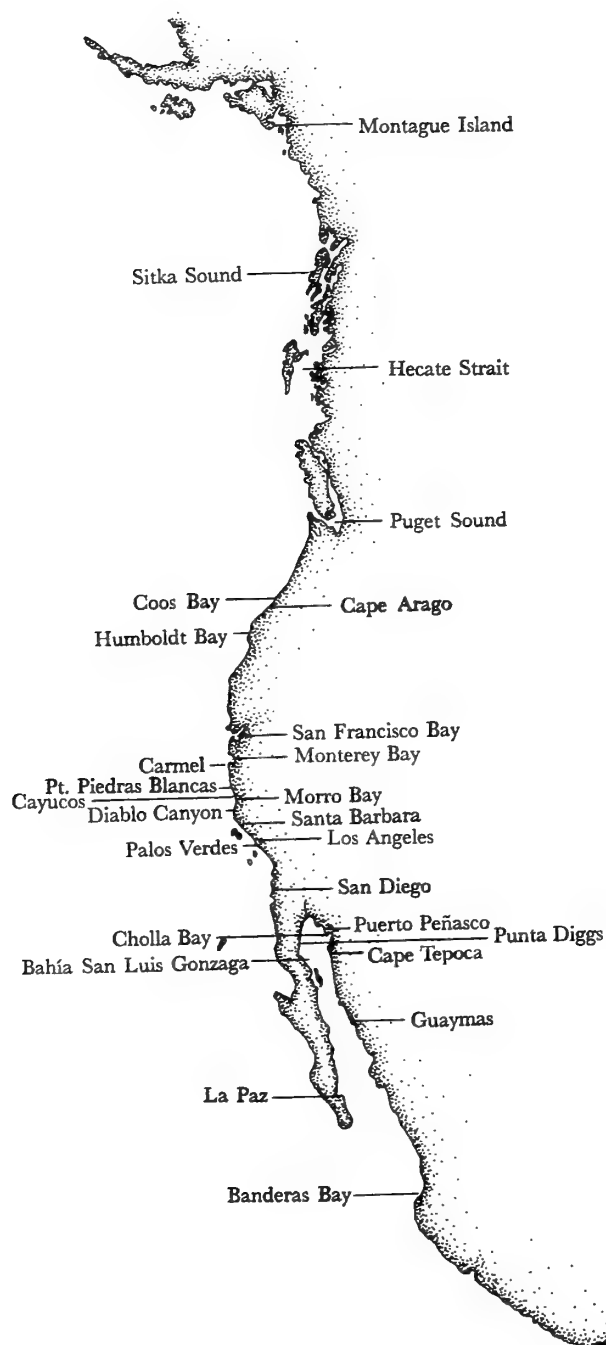 Montague Island
Sitka Sound
Hecate Strait
Puget Sound
Coos Bay
Cape Arago
Humboldt Bay
San Francisco Bay
Monterey Bay
Carmel
Pt. Piedras Blancas
Cayucos
Morro Bay
Diablo Canyon
Santa Barbara
Los Angeles
Palos Verdes
San Diego
Puerto Peñasco
Cholla Bay
Punta Diggs
Cape Tepoca
Bahía San Luis Gonzaga
Guaymas
La Paz
Banderas Bay